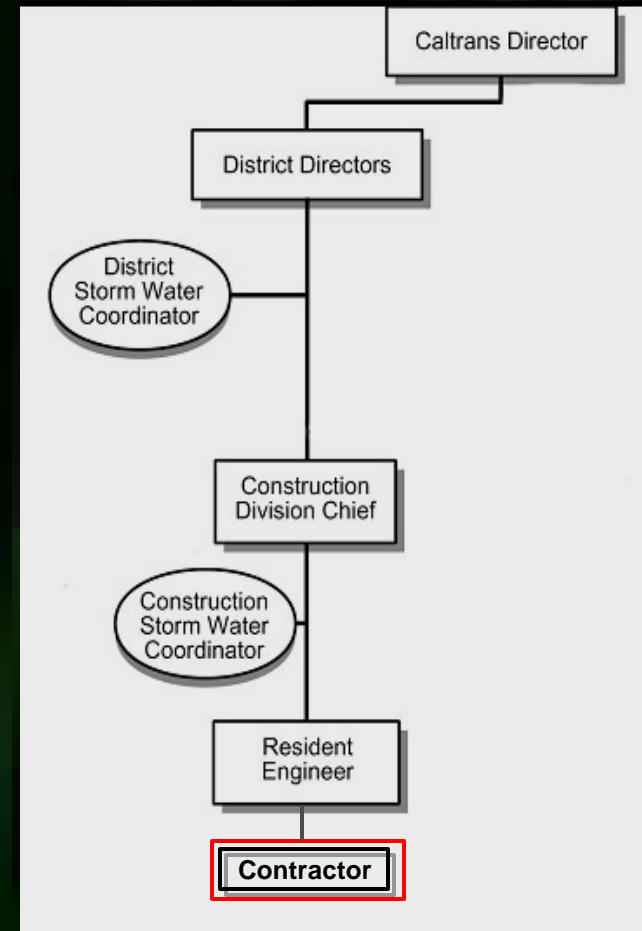 Caltrans Director
District Directors
District
Storm Water
Coordinator
Construction
Division Chief
Construction
Storm Water
Coordinator
Resident
Engineer
Contractor